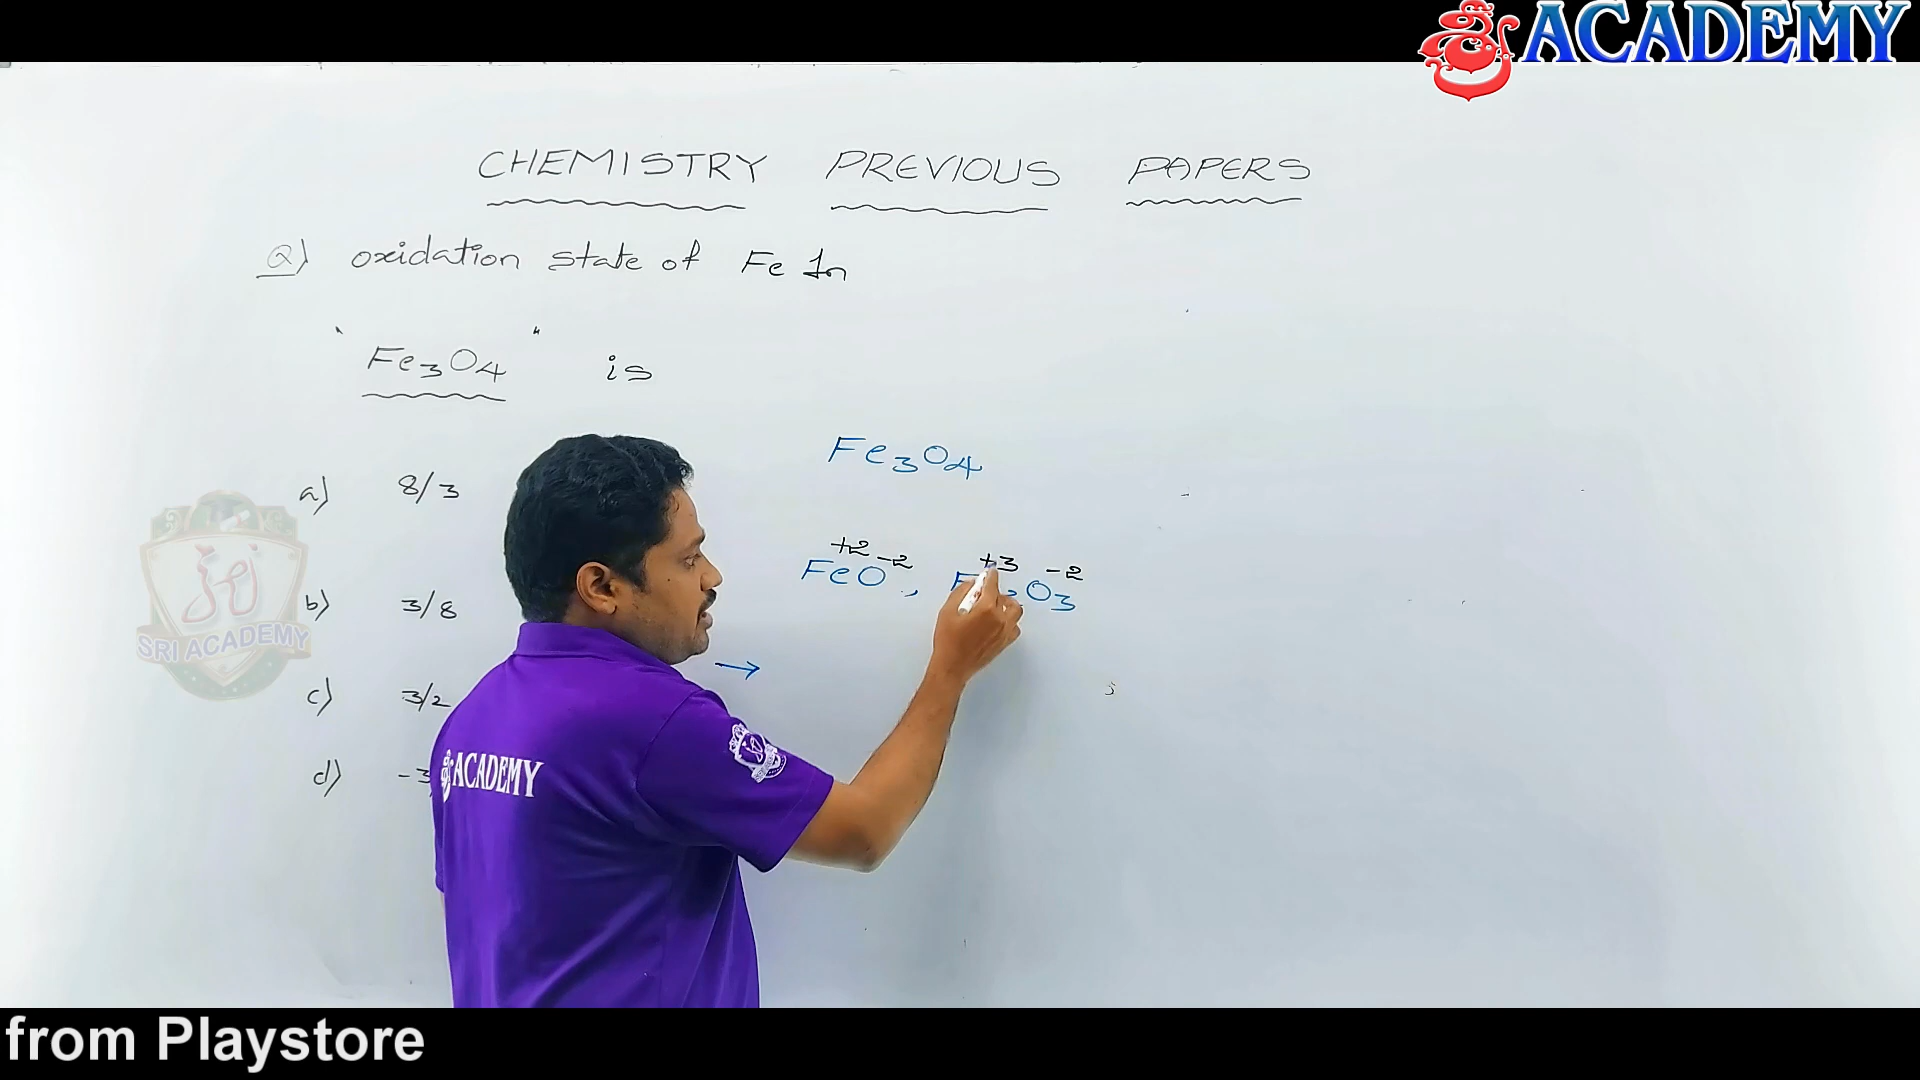 ACADEMY
CHEMISTRY PREVIOUS PAPERS
Q) oxidation state of Fe In
" Fe3O4 " is
Fe3O4
a) 8/3
+2 -2 +3 -2
FeO, F 2O3
b) 3/8
SRI ACADEMY
→
c) 3/2
d) -3
ACADEMY
from Playstore